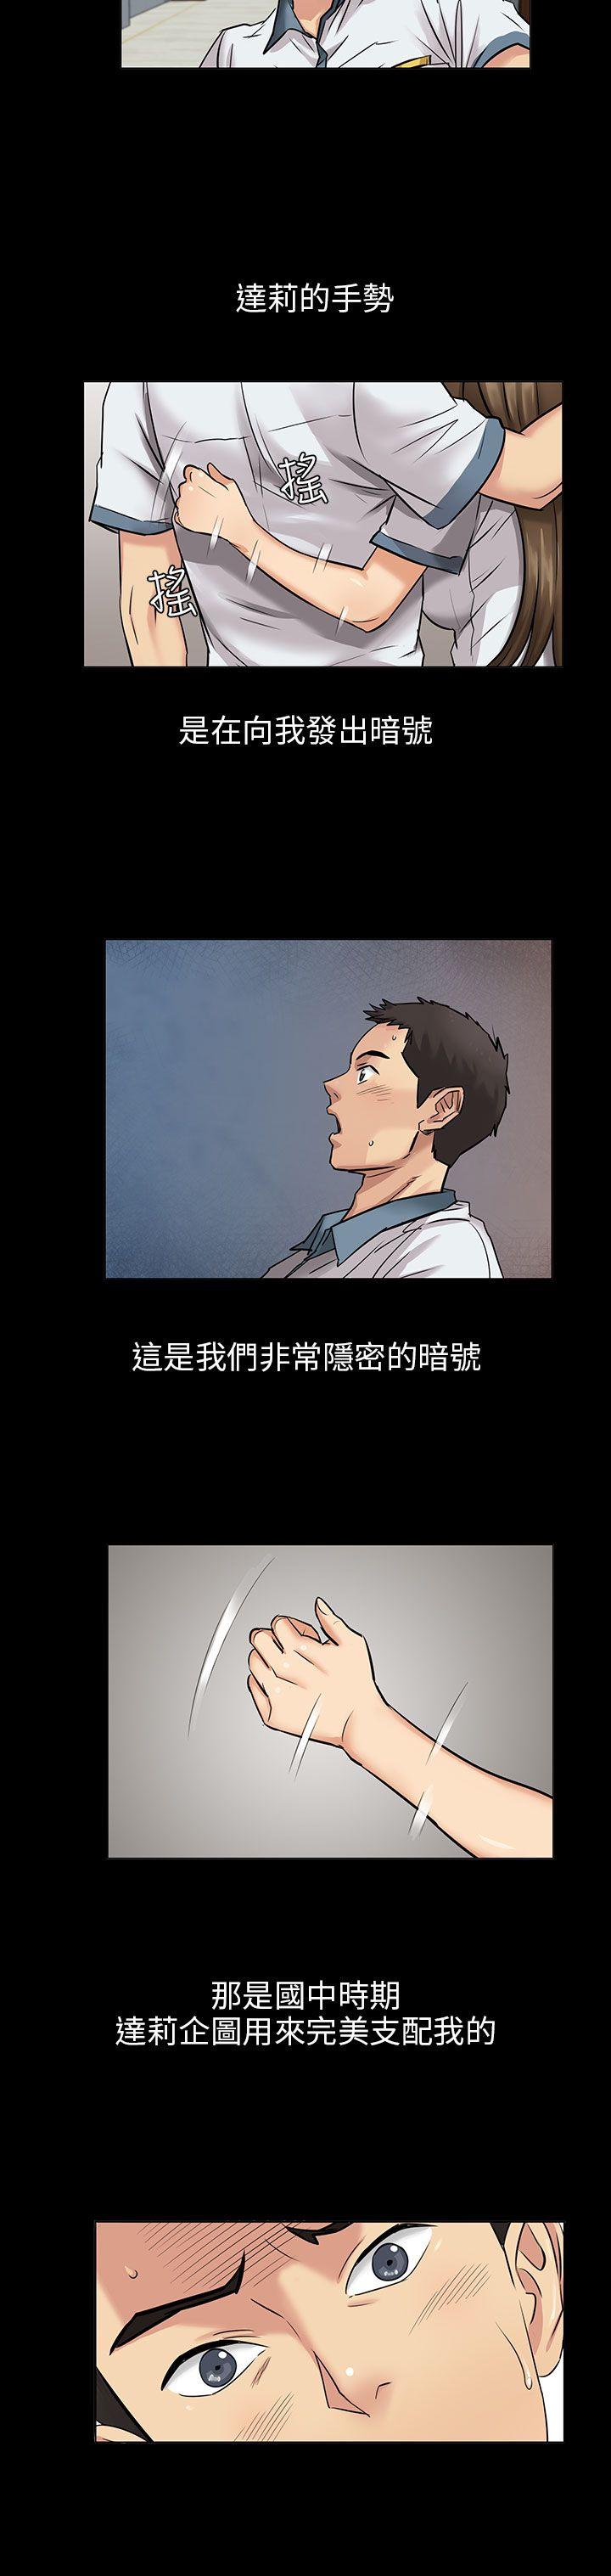 達莉的手勢
搖
搖
是在向我發出暗號
這是我們非常隱密的暗號
那是國中時期
達莉企圖用來完美支配我的